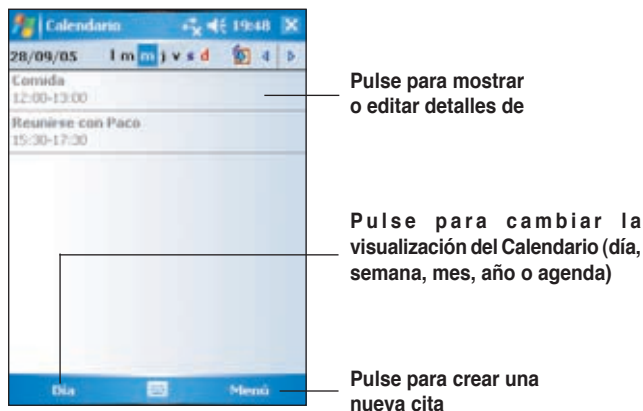 Calendario 19:48
28/09/05 l m m j v s d
Comida
12:00-13:00
Reunirse con Paco
15:30-17:30
Día Menú
Pulse para mostrar
o editar detalles de
Pulse para cambiar la
visualización del Calendario (día,
semana, mes, año o agenda)
Pulse para crear una
nueva cita